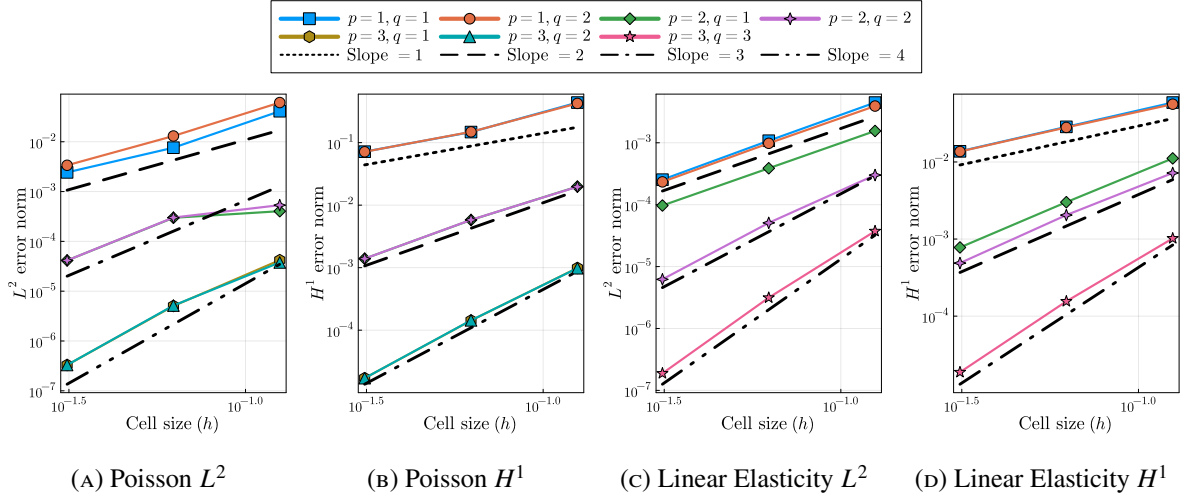 p = 1, q = 1 p = 1, q = 2 p = 2, q = 1 p = 2, q = 2
p = 3, q = 1 p = 3, q = 2 p = 3, q = 3
Slope = 1 Slope = 2 Slope = 3 Slope = 4
L² error norm
10⁻²
10⁻³
10⁻⁴
10⁻⁵
10⁻⁶
10⁻⁷
10⁻¹·⁵ 10⁻¹·⁰
Cell size (h)
(A) Poisson L²
H¹ error norm
10⁻¹
10⁻²
10⁻³
10⁻⁴
10⁻¹·⁵ 10⁻¹·⁰
Cell size (h)
(B) Poisson H¹
L² error norm
10⁻³
10⁻⁴
10⁻⁵
10⁻⁶
10⁻⁷
10⁻¹·⁵ 10⁻¹·⁰
Cell size (h)
(C) Linear Elasticity L²
H¹ error norm
10⁻²
10⁻³
10⁻⁴
10⁻¹·⁵ 10⁻¹·⁰
Cell size (h)
(D) Linear Elasticity H¹